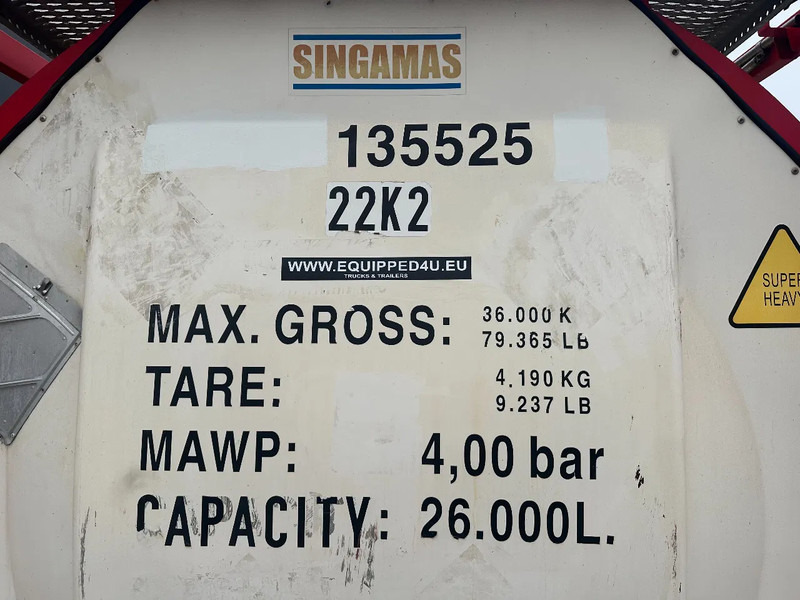 SINGAMAS
135525
22K2
WWW.EQUIPPED4U.EU
TRUCKS & TRAILERS
MAX. GROSS: 36.000 K
79.365 LB
TARE: 4.190 KG
9.237 LB
MAWP: 4,00 bar
CAPACITY: 26.000L.
SUPER
HEAVY